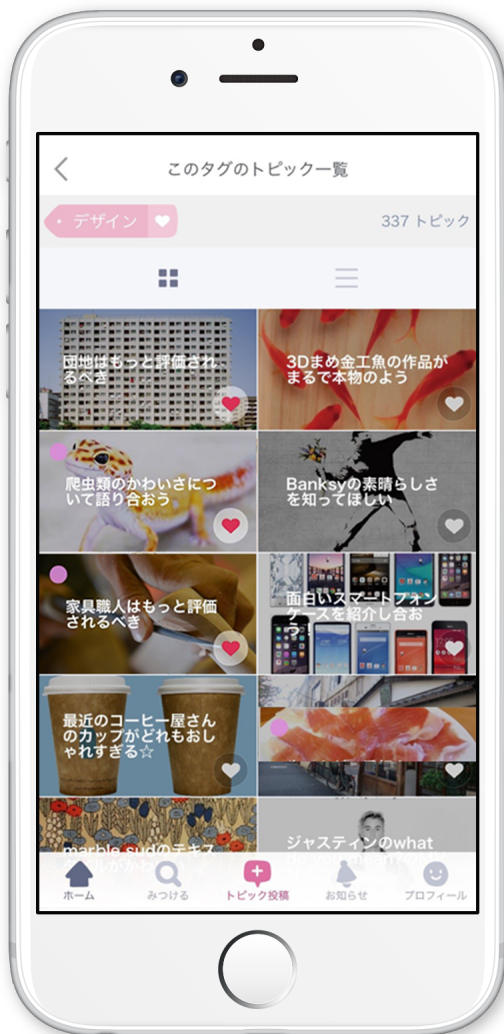 このタグのトピック一覧
デザイン
337 トピック
団地はもっと評価され
るべき
3Dまめ金工魚の作品が
まるで本物のよう
爬虫類のかわいさにつ
いて語り合おう
Banksyの素晴らしさ
を知ってほしい
家具職人はもっと評価
されるべき
面白いスマートフォン
ケースを紹介し合お
う！
最近のコーヒー屋さん
のカップがどれもおし
ゃれすぎる☆
marble sudのテキス
ジャスティンのwhat
ホーム
みつける
トピック投稿
お知らせ
プロフィール